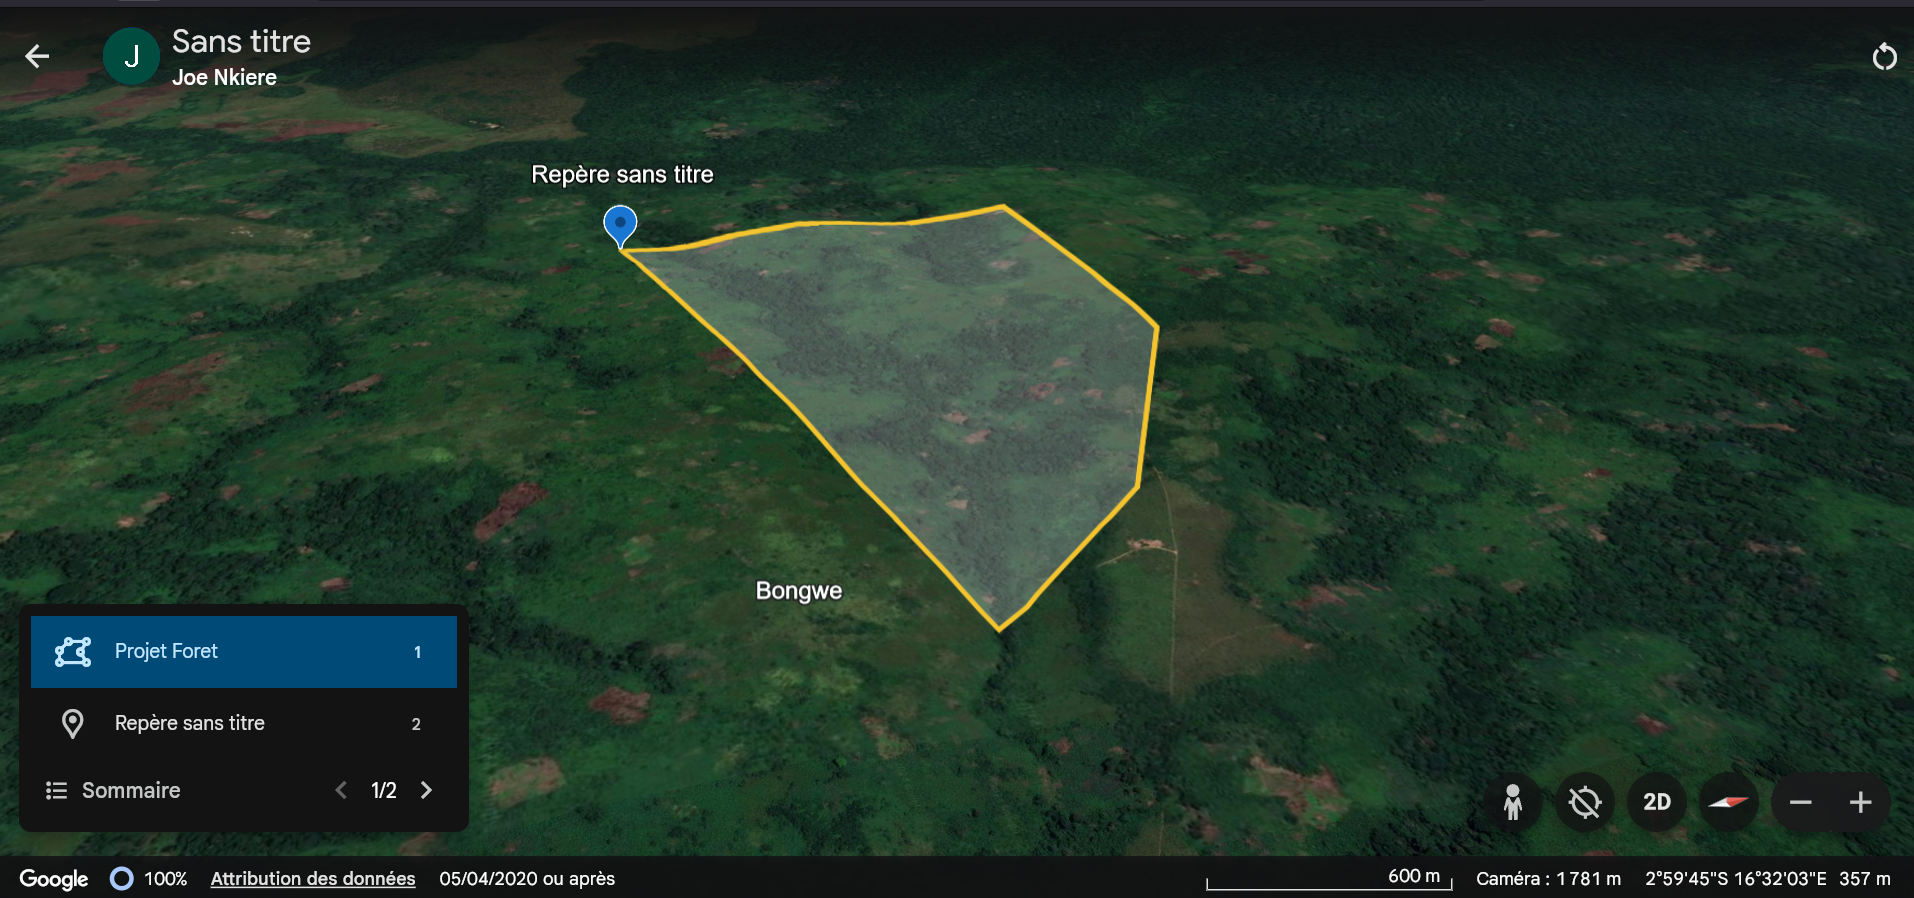 Sans titre
J
Joe Nkiere
Repère sans titre
Bongwe
Projet Foret 1
Repère sans titre 2
Sommaire 1/2
2D
Google 100% Attribution des données 05/04/2020 ou après 600 m Caméra : 1 781 m 2°59'45"S 16°32'03"E 357 m